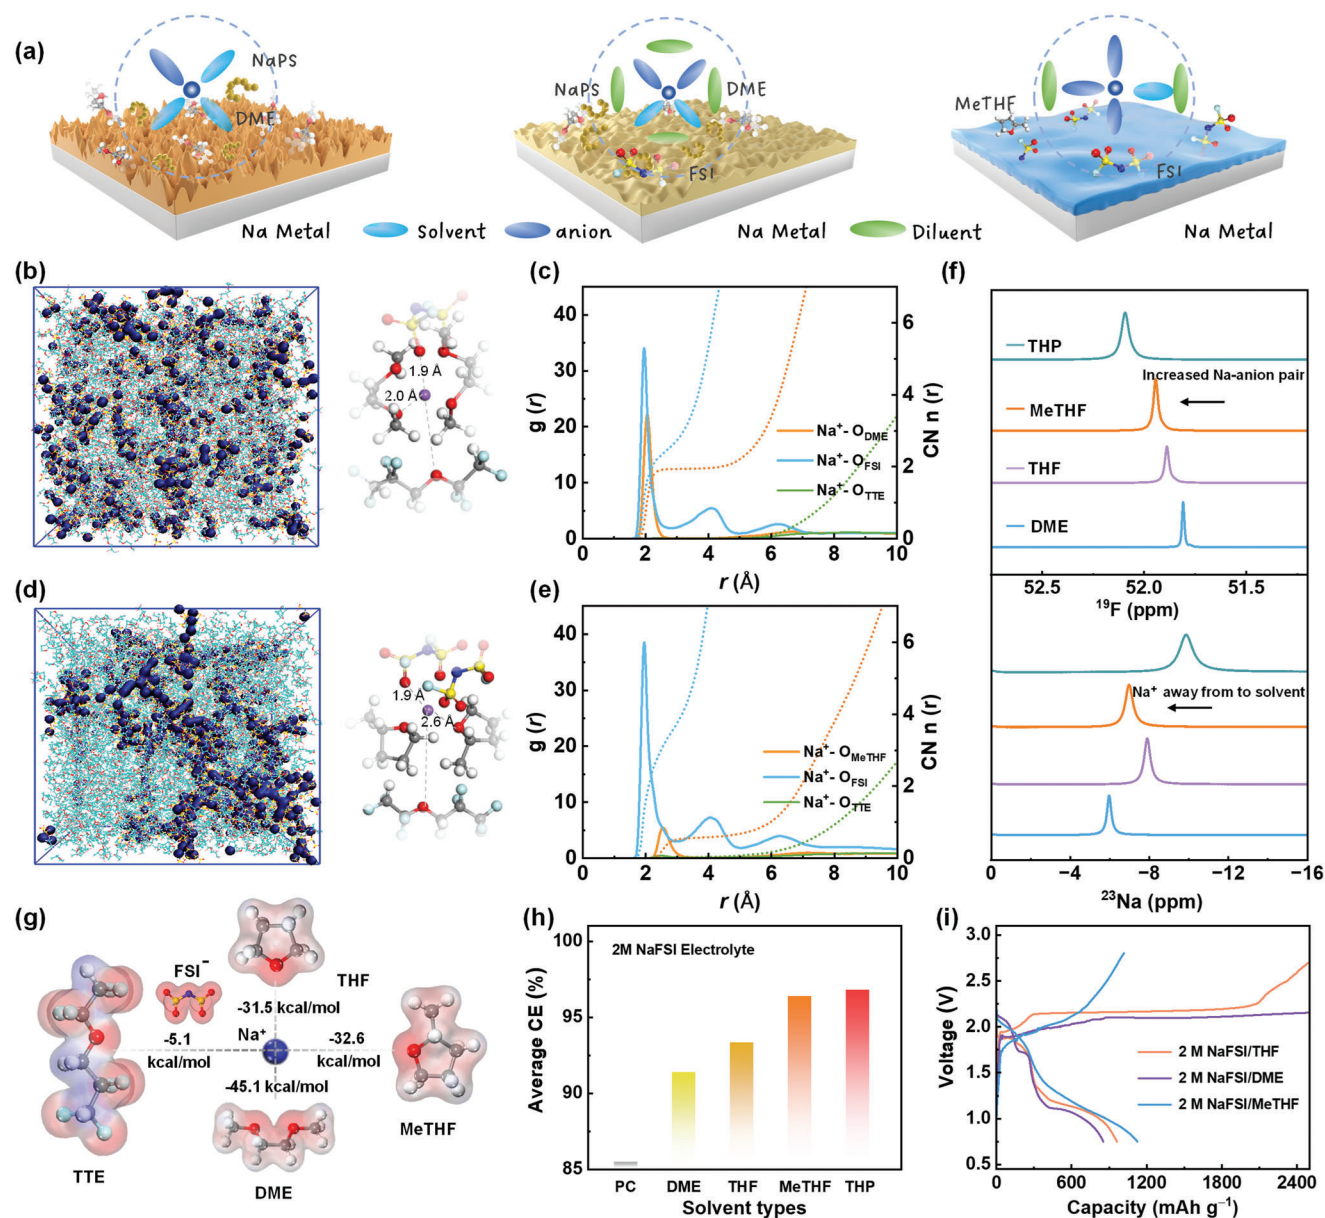 (a)
NaPS
DME
NaPS
DME
FSI
MeTHF
FSI
Na Metal
Solvent
anion
Na Metal
Diluent
Na Metal
(b)
1.9 Å
2.0 Å
(c)
g (r)
40
30
20
10
0
6
4
2
0
CN n (r)
Na⁺- O_DME
Na⁺- O_FSI
Na⁺- O_TTE
0 2 4 6 8 10
r (Å)
(d)
1.9 Å
2.6 Å
(e)
g (r)
40
30
20
10
0
6
4
2
0
CN n (r)
Na⁺- O_MeTHF
Na⁺- O_FSI
Na⁺- O_TTE
0 2 4 6 8 10
r (Å)
(f)
THP
Increased Na-anion pair
MeTHF
THF
DME
52.5 51.9 51.5
¹⁹F (ppm)
Na⁺ away from to solvent
0 −4 −8 −12 −16
²³Na (ppm)
(g)
THF
FSI⁻
-31.5 kcal/mol
-5.1
kcal/mol
Na⁺
-32.6
kcal/mol
-45.1 kcal/mol
TTE
DME
MeTHF
(h)
2M NaFSI Electrolyte
Average CE (%)
100
95
90
85
PC DME THF MeTHF THP
Solvent types
(i)
Voltage (V)
3.0
2.5
2.0
1.5
1.0
0.5
2 M NaFSI/THF
2 M NaFSI/DME
2 M NaFSI/MeTHF
0 600 1200 1800 2400
Capacity (mAh g⁻¹)